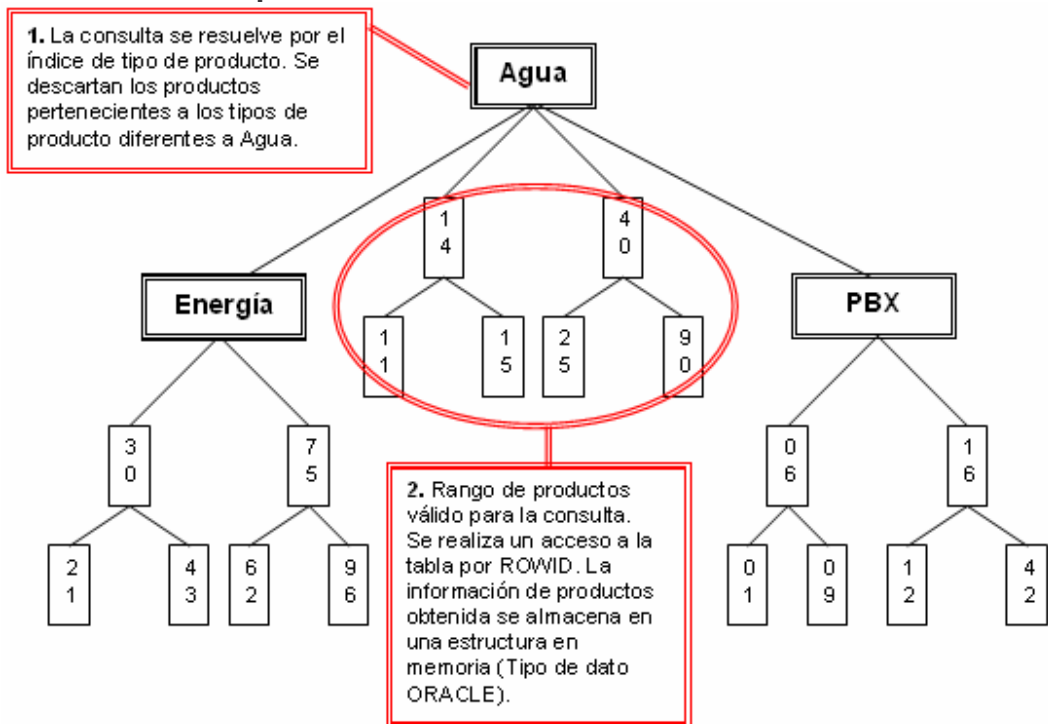 1. La consulta se resuelve por el
índice de tipo de producto. Se
descartan los productos
pertenecientes a los tipos de
producto diferentes a Agua.
Agua
1
4
4
0
Energía
PBX
1
1
1
5
2
5
9
0
3
0
7
5
0
6
1
6
2. Rango de productos
válido para la consulta.
Se realiza un acceso a la
tabla por ROWID. La
información de productos
obtenida se almacena en
una estructura en
memoria (Tipo de dato
ORACLE).
2
1
4
3
6
2
9
6
0
1
0
9
1
2
4
2